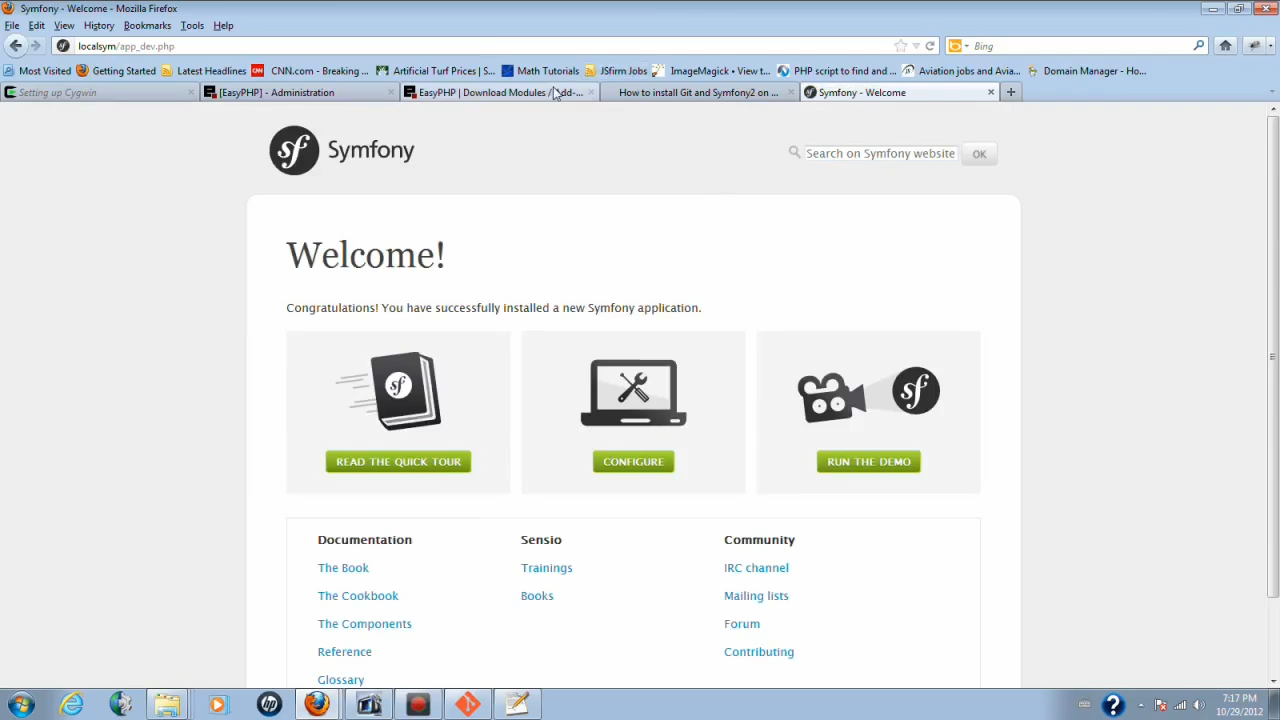 Symfony - Welcome - Mozilla Firefox
File Edit View History Bookmarks Tools Help
localsym/app_dev.php
Bing
Most Visited Getting Started Latest Headlines CNN.com - Breaking ... Artificial Turf Prices | S... Math Tutorials JSfirm Jobs ImageMagick • View t... PHP script to find and ... Aviation jobs and Avia... Domain Manager - Ho...
Setting up Cygwin [EasyPHP] - Administration EasyPHP | Download Modules / Add-... How to install Git and Symfony2 on ... Symfony - Welcome
sf Symfony
Search on Symfony website OK
Welcome!
Congratulations! You have successfully installed a new Symfony application.
sf
sf
READ THE QUICK TOUR CONFIGURE RUN THE DEMO
Documentation Sensio Community
The Book Trainings IRC channel
The Cookbook Books Mailing lists
The Components Forum
Reference Contributing
Glossary
hp
7:17 PM
10/29/2012